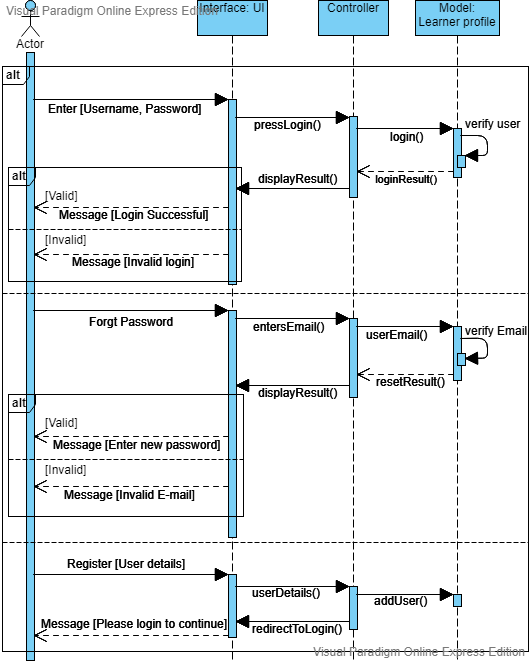 Visual Paradigm Online Express Edition
Interface: UI
Controller
Model:
Learner profile
Actor
alt
Enter [Username, Password]
pressLogin()
login()
verify user
loginResult()
displayResult()
alt
[Valid]
Message [Login Successful]
[Invalid]
Message [Invalid login]
Forgt Password
entersEmail()
userEmail()
verify Email
resetResult()
displayResult()
alt
[Valid]
Message [Enter new password]
[Invalid]
Message [Invalid E-mail]
Register [User details]
userDetails()
addUser()
Message [Please login to continue]
redirectToLogin()
Visual Paradigm Online Express Edition